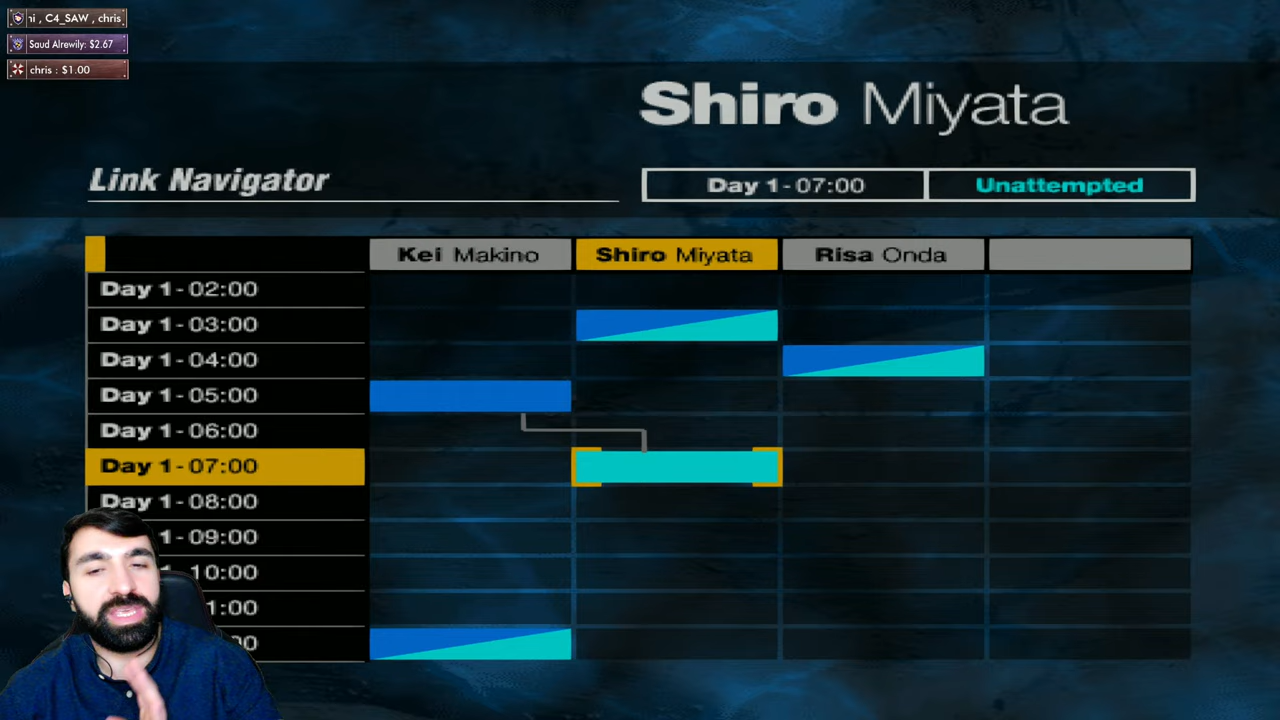 ni , C4_SAW , chris
Saud Alrewily: $2.67
chris : $1.00
Shiro Miyata
Link Navigator
Day 1 - 07:00
Unattempted
Kei Makino
Shiro Miyata
Risa Onda
Day 1 - 02:00
Day 1 - 03:00
Day 1 - 04:00
Day 1 - 05:00
Day 1 - 06:00
Day 1 - 07:00
Day 1 - 08:00
- 09:00
- 10:00
1:00
00